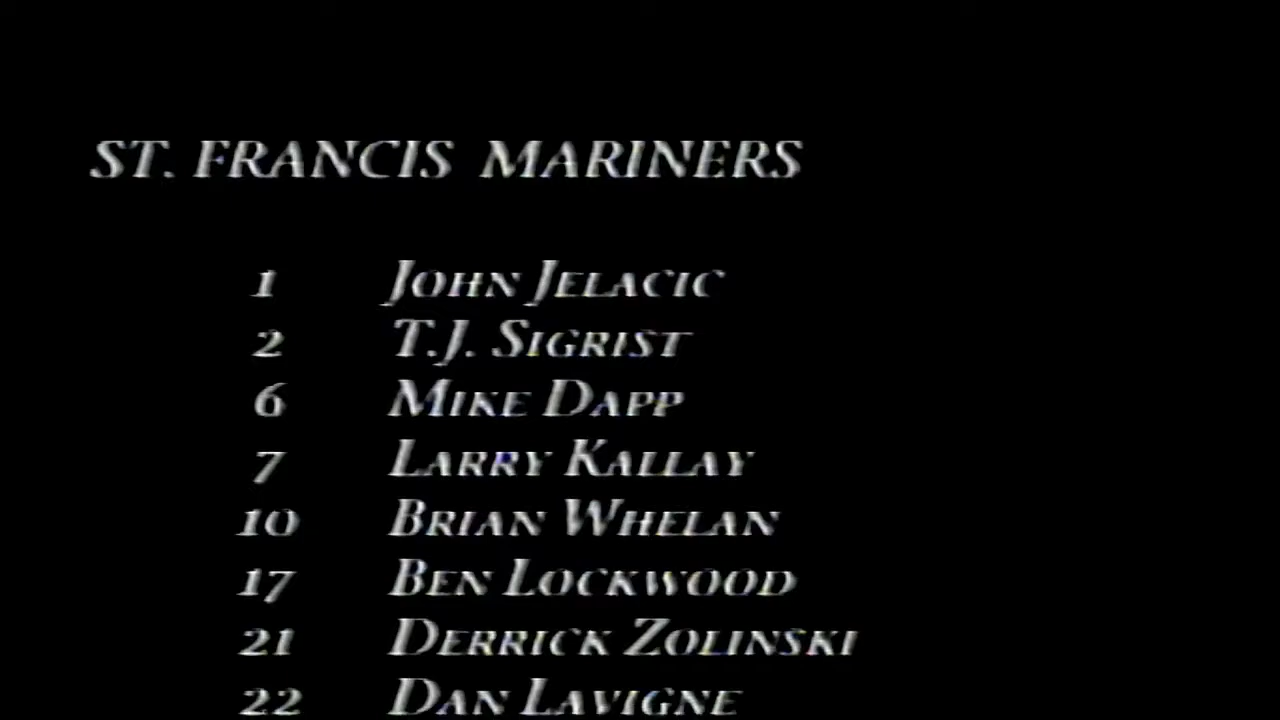 ST. FRANCIS MARINERS
1 JOHN JELACIC
2 T.J. SIGRIST
6 MIKE DAPP
7 LARRY KALLAY
10 BRIAN WHELAN
17 BEN LOCKWOOD
21 DERRICK ZOLINSKI
22 DAN LAVIGNE